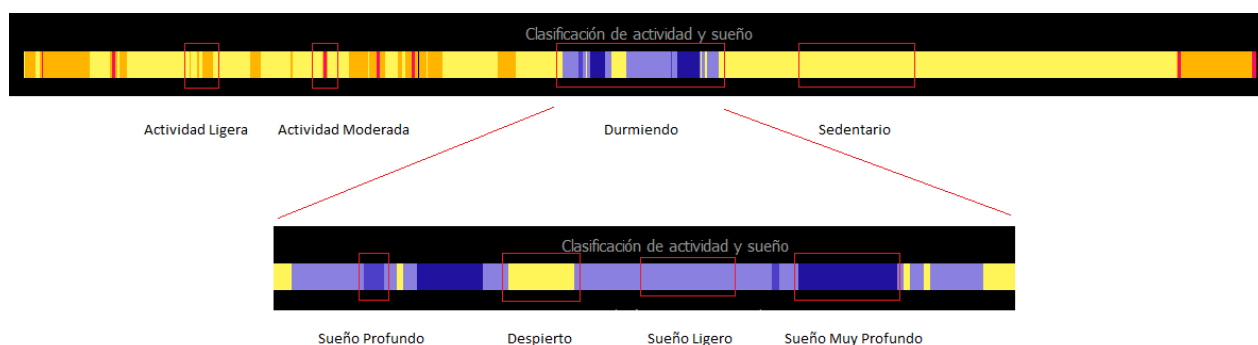 Clasificación de actividad y sueño
Actividad Ligera
Actividad Moderada
Durmiendo
Sedentario
Clasificación de actividad y sueño
Sueño Profundo
Despierto
Sueño Ligero
Sueño Muy Profundo